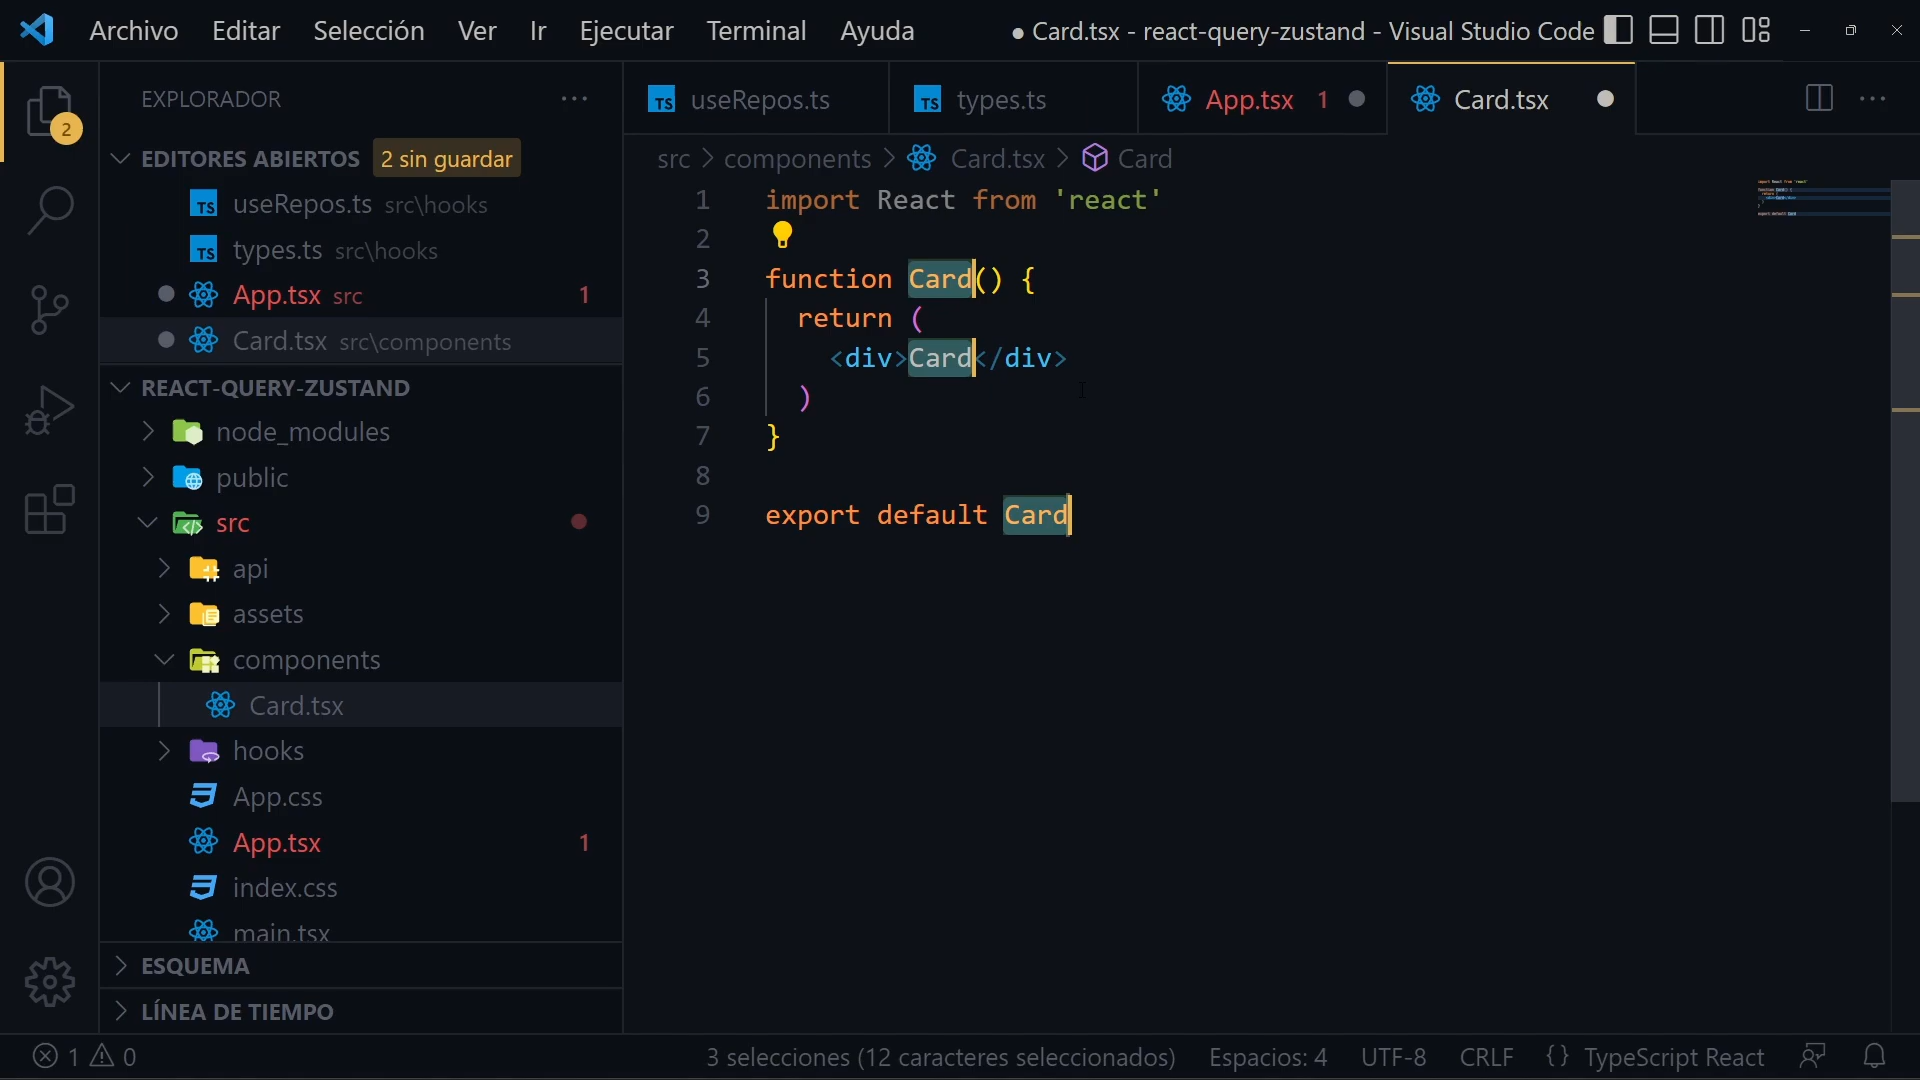 Archivo Editar Selección Ver Ir Ejecutar Terminal Ayuda ● Card.tsx - react-query-zustand - Visual Studio Code
EXPLORADOR ···
2
EDITORES ABIERTOS 2 sin guardar
TS useRepos.ts src\hooks
TS types.ts src\hooks
App.tsx src 1
Card.tsx src\components
REACT-QUERY-ZUSTAND
node_modules
public
src
api
assets
components
Card.tsx
hooks
App.css
App.tsx 1
index.css
main.tsx
ESQUEMA
LÍNEA DE TIEMPO
TS useRepos.ts TS types.ts App.tsx 1 Card.tsx
src > components > Card.tsx > Card
1 import React from 'react'
2
3 function Card() {
4 return (
5 <div>Card</div>
6 )
7 }
8
9 export default Card
1 0 3 selecciones (12 caracteres seleccionados) Espacios: 4 UTF-8 CRLF {} TypeScript React